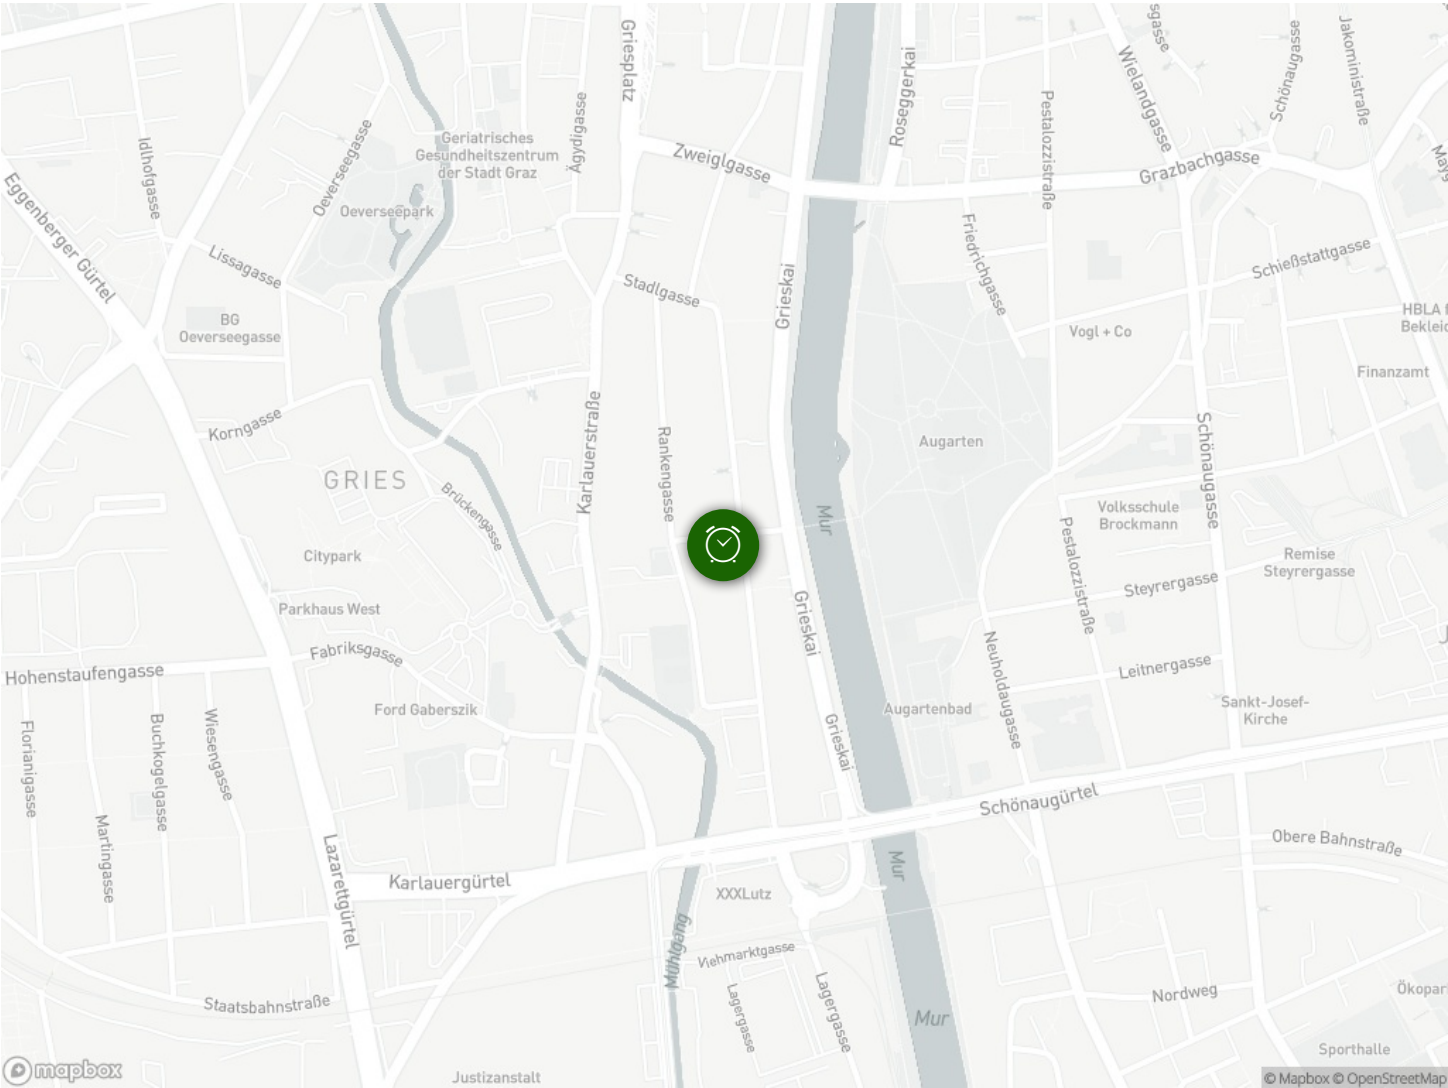 Griesplatz
Roseggerkai
Wielandgasse
Schönaugasse
Jakoministraße
Idlhofgasse
Oeverseegasse
Geriatrisches
Gesundheitszentrum
der Stadt Graz
Ägydigasse
Zweiglgasse
Pestalozzistraße
Grazbachgasse
Eggenberger Gürtel
Oeverseepark
Lissagasse
Stadlgasse
Grieskai
Friedrichgasse
Schießstattgasse
BG
Oeverseegasse
Vogl + Co
Finanzamt
Korngasse
Karlauerstraße
Rankengasse
Augarten
Schönaugasse
GRIES
Brückengasse
Mur
Volksschule
Brockmann
Pestalozzistraße
Citypark
Remise
Steyrergasse
Steyrergasse
Parkhaus West
Grieskai
Fabriksgasse
Hohenstaufengasse
Neuholdaugasse
Leitnergasse
Ford Gaberszik
Augartenbad
Sankt-Josef-
Kirche
Florianigasse
Buchkogelgasse
Wiesengasse
Grieskai
Schönaugürtel
Martingasse
Lazarettgürtel
Karlauergürtel
XXXLutz
Mur
Obere Bahnstraße
Mühlgang
Viehmarktgasse
Lagergasse
Lagergasse
Staatsbahnstraße
Nordweg
Mur
Sporthalle
Justizanstalt
mapbox
© Mapbox © OpenStreetMap